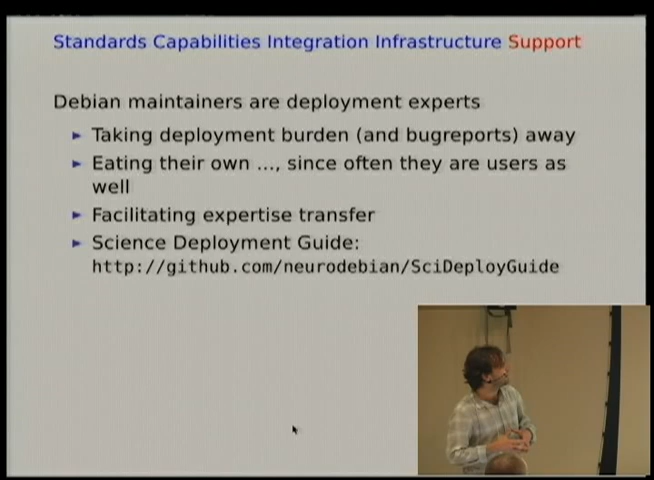 Standards Capabilities Integration Infrastructure Support
Debian maintainers are deployment experts
► Taking deployment burden (and bugreports) away
► Eating their own ..., since often they are users as
well
► Facilitating expertise transfer
► Science Deployment Guide:
http://github.com/neurodebian/SciDeployGuide